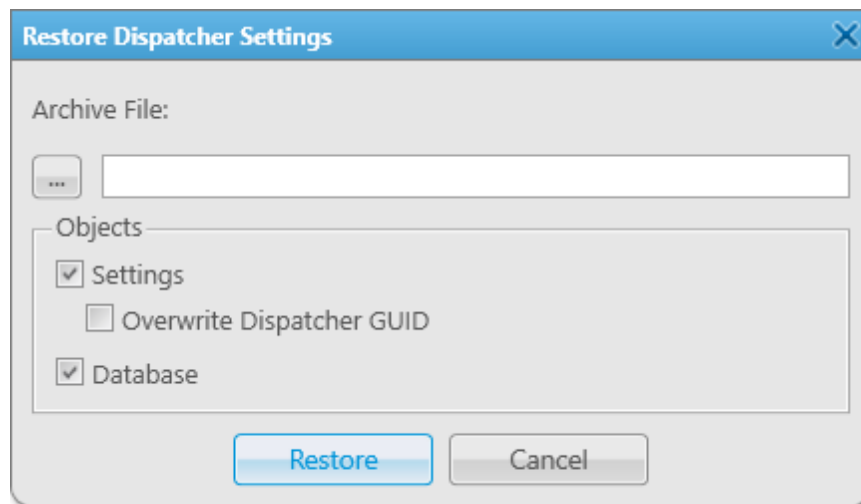 Restore Dispatcher Settings
Archive File:
...
Objects
Settings
Overwrite Dispatcher GUID
Database
Restore Cancel